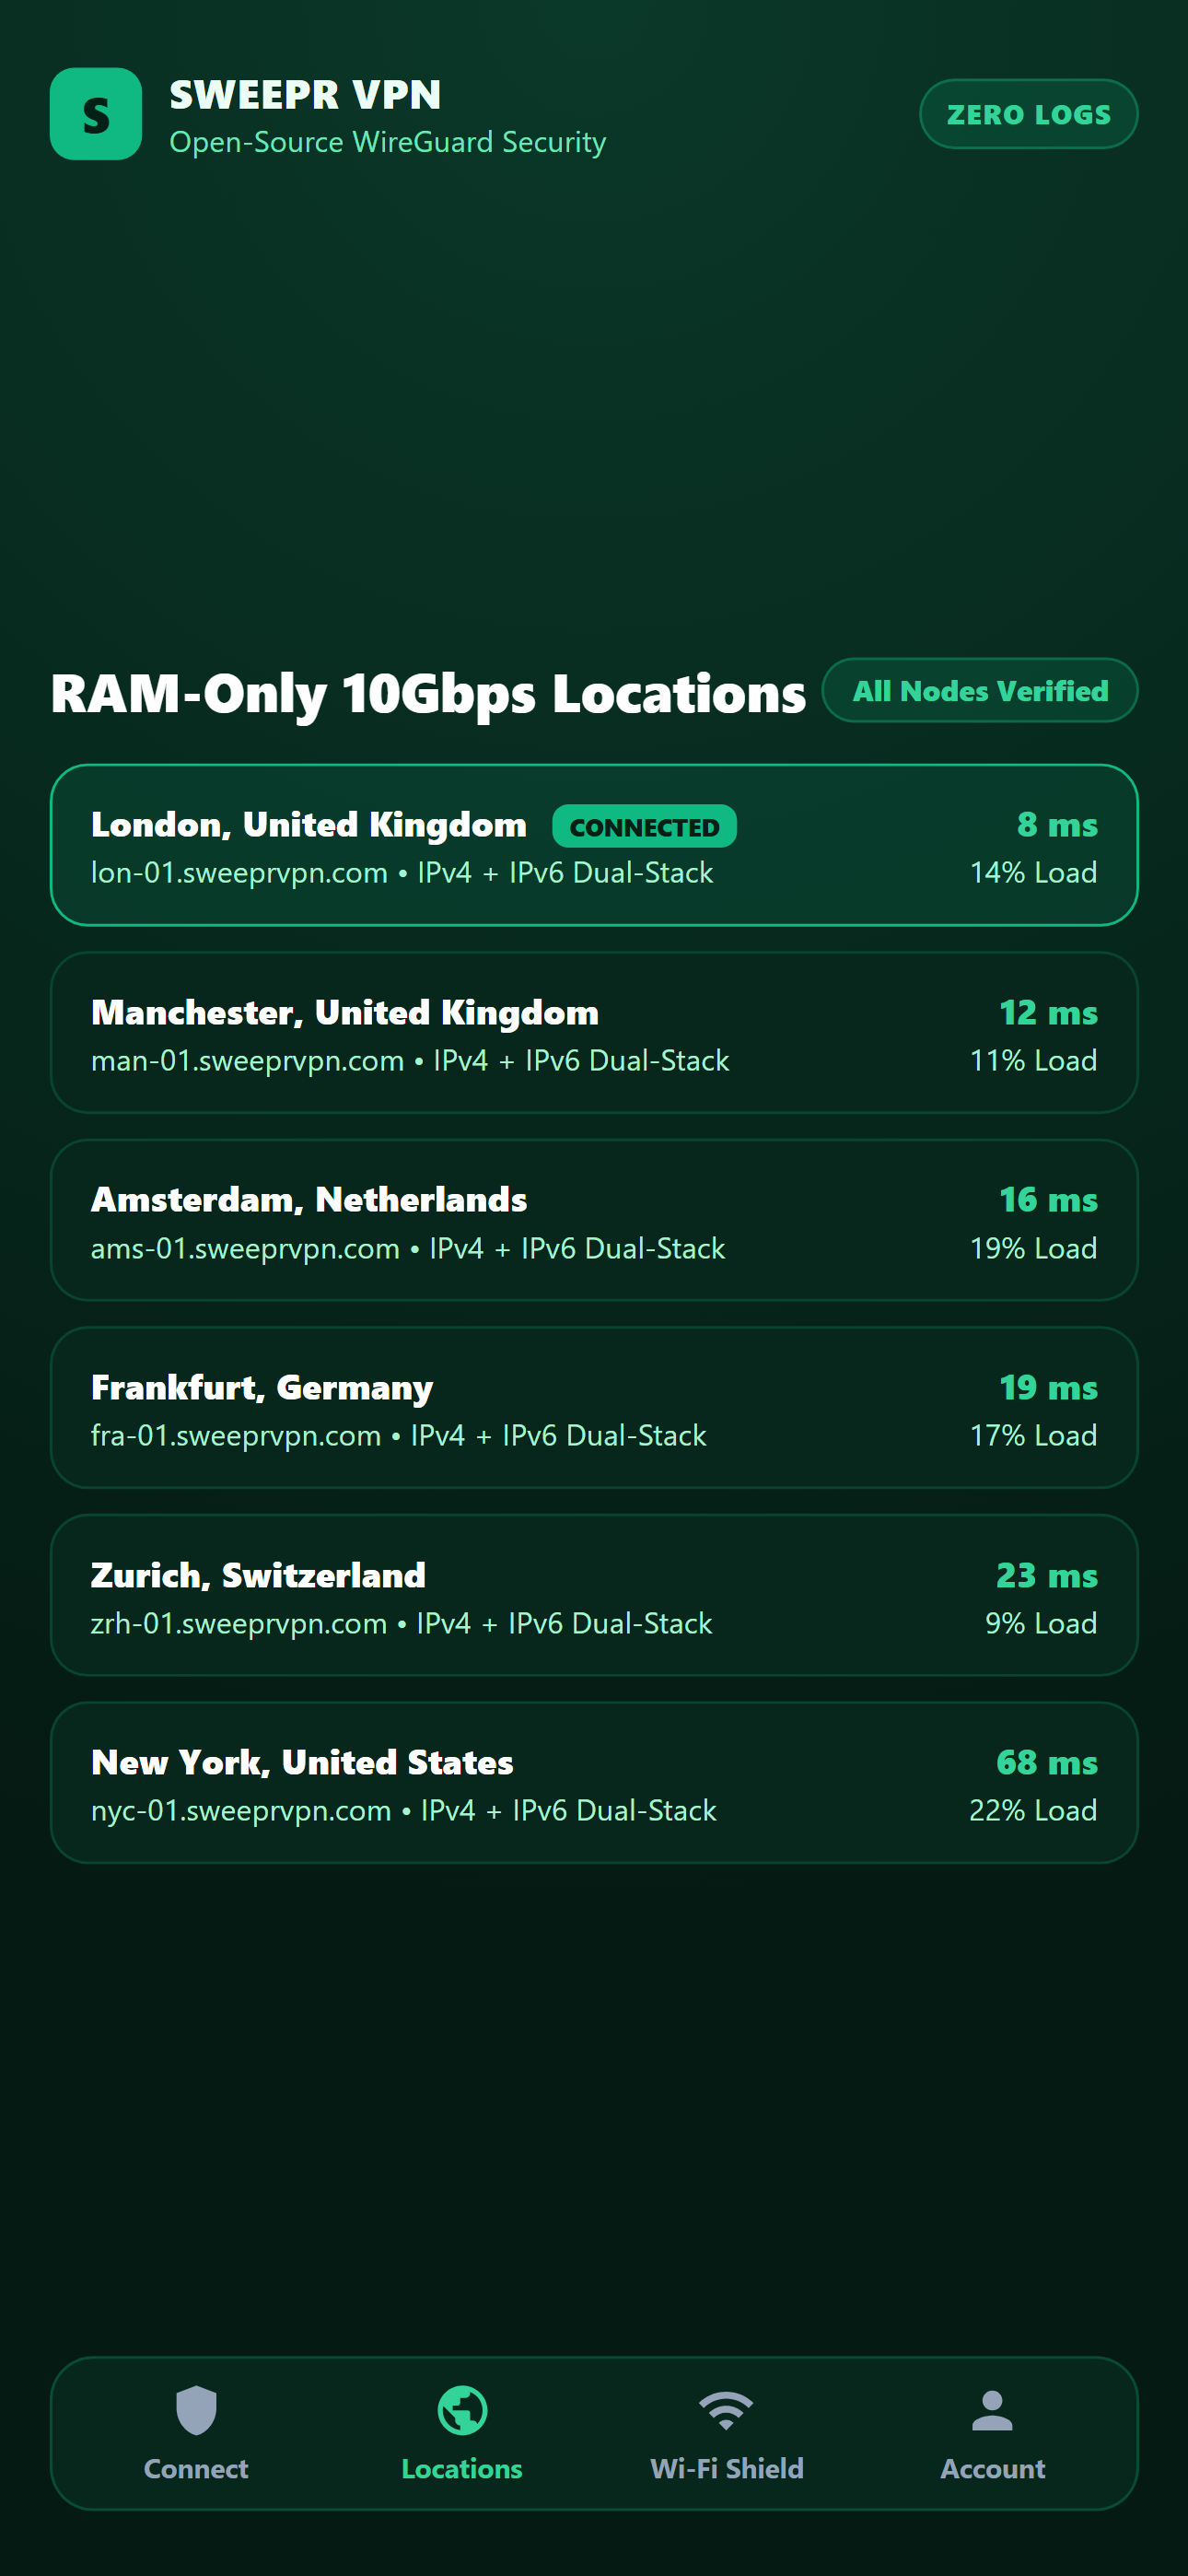 S
SWEEPR VPN
Open-Source WireGuard Security
ZERO LOGS
RAM-Only 10Gbps Locations
All Nodes Verified
London, United Kingdom
CONNECTED
8 ms
lon-01.sweeprvpn.com • IPv4 + IPv6 Dual-Stack
14% Load
Manchester, United Kingdom
12 ms
man-01.sweeprvpn.com • IPv4 + IPv6 Dual-Stack
11% Load
Amsterdam, Netherlands
16 ms
ams-01.sweeprvpn.com • IPv4 + IPv6 Dual-Stack
19% Load
Frankfurt, Germany
19 ms
fra-01.sweeprvpn.com • IPv4 + IPv6 Dual-Stack
17% Load
Zurich, Switzerland
23 ms
zrh-01.sweeprvpn.com • IPv4 + IPv6 Dual-Stack
9% Load
New York, United States
68 ms
nyc-01.sweeprvpn.com • IPv4 + IPv6 Dual-Stack
22% Load
Connect
Locations
Wi-Fi Shield
Account